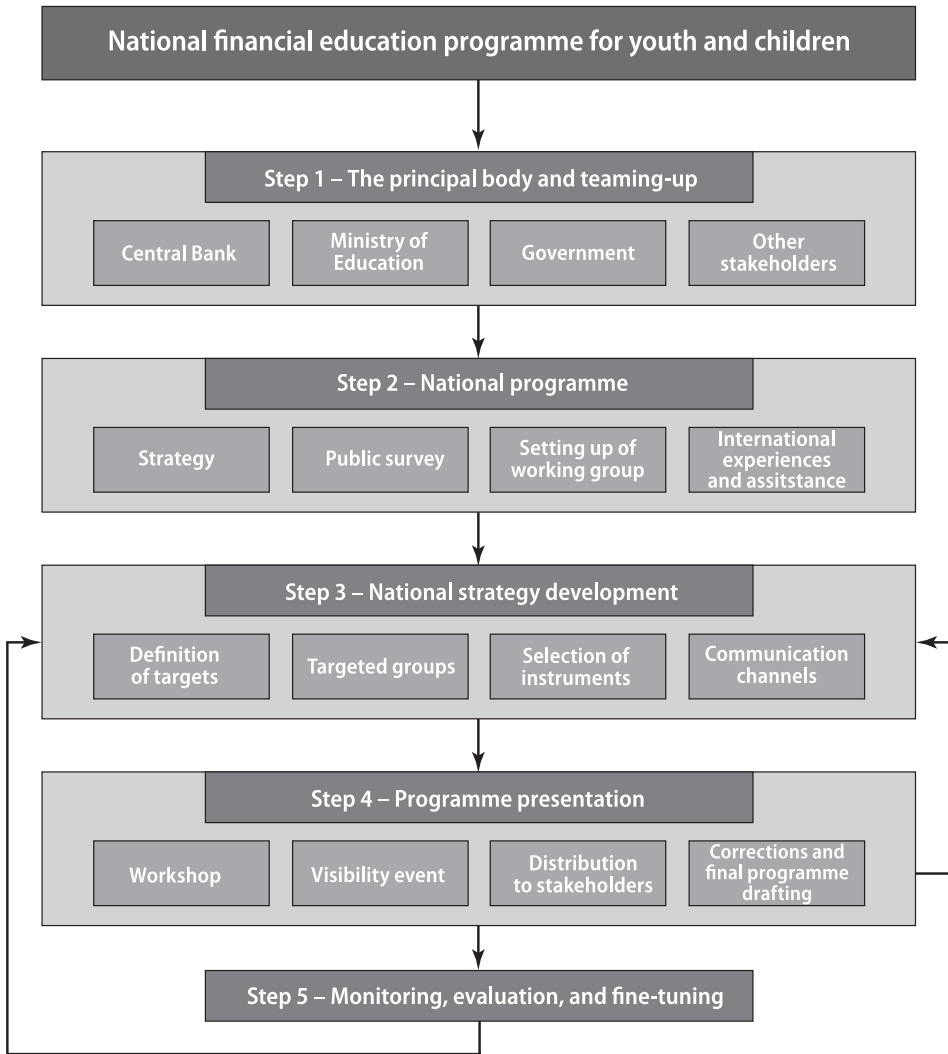 National financial education programme for youth and children
Step 1 – The principal body and teaming-up
Central Bank
Ministry of
Education
Government
Other
stakeholders
Step 2 – National programme
Strategy
Public survey
Setting up of
working group
International
experiences
and assitstance
Step 3 – National strategy development
Definition
of targets
Targeted groups
Selection of
instruments
Communication
channels
Step 4 – Programme presentation
Workshop
Visibility event
Distribution
to stakeholders
Corrections and
final programme
drafting
Step 5 – Monitoring, evaluation, and fine-tuning